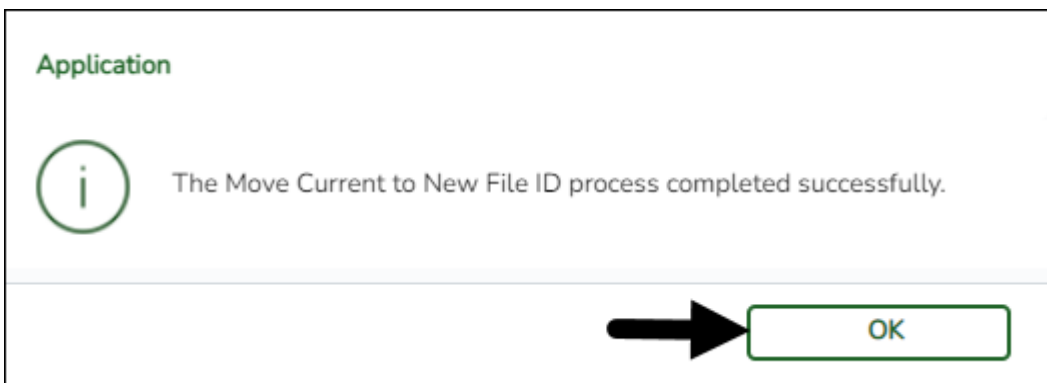 Application
i
The Move Current to New File ID process completed successfully.
OK